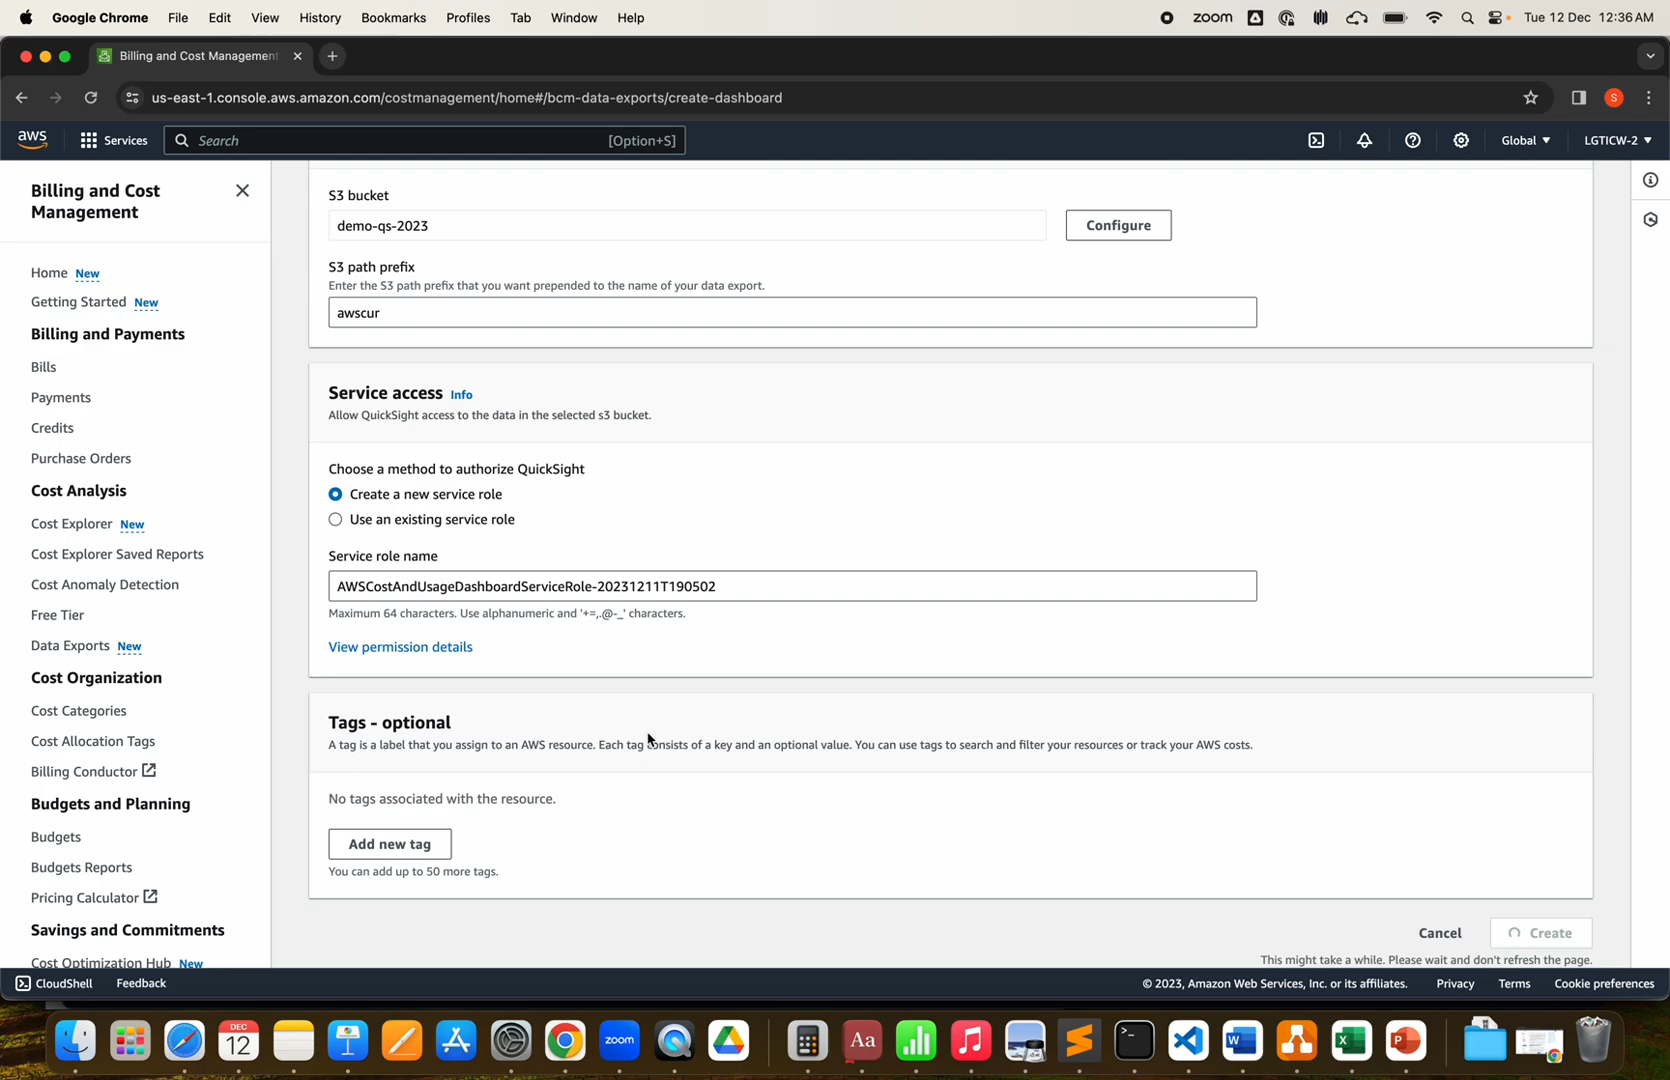 Google Chrome File Edit View History Bookmarks Profiles Tab Window Help
zoom Tue 12 Dec 12:36 AM
Billing and Cost Management
us-east-1.console.aws.amazon.com/costmanagement/home#/bcm-data-exports/create-dashboard
S
aws Services Search [Option+S] Global LGTICW-2
Billing and Cost
Management
Home New
Getting Started New
Billing and Payments
Bills
Payments
Credits
Purchase Orders
Cost Analysis
Cost Explorer New
Cost Explorer Saved Reports
Cost Anomaly Detection
Free Tier
Data Exports New
Cost Organization
Cost Categories
Cost Allocation Tags
Billing Conductor
Budgets and Planning
Budgets
Budgets Reports
Pricing Calculator
Savings and Commitments
Cost Optimization Hub New
S3 bucket
demo-qs-2023
Configure
S3 path prefix
Enter the S3 path prefix that you want prepended to the name of your data export.
awscur
Service access Info
Allow QuickSight access to the data in the selected s3 bucket.
Choose a method to authorize QuickSight
Create a new service role
Use an existing service role
Service role name
AWSCostAndUsageDashboardServiceRole-20231211T190502
Maximum 64 characters. Use alphanumeric and '+=,.@-_' characters.
View permission details
Tags - optional
A tag is a label that you assign to an AWS resource. Each tag consists of a key and an optional value. You can use tags to search and filter your resources or track your AWS costs.
No tags associated with the resource.
Add new tag
You can add up to 50 more tags.
Cancel Create
This might take a while. Please wait and don't refresh the page.
CloudShell Feedback © 2023, Amazon Web Services, Inc. or its affiliates. Privacy Terms Cookie preferences
DEC
12
zoom
Aa